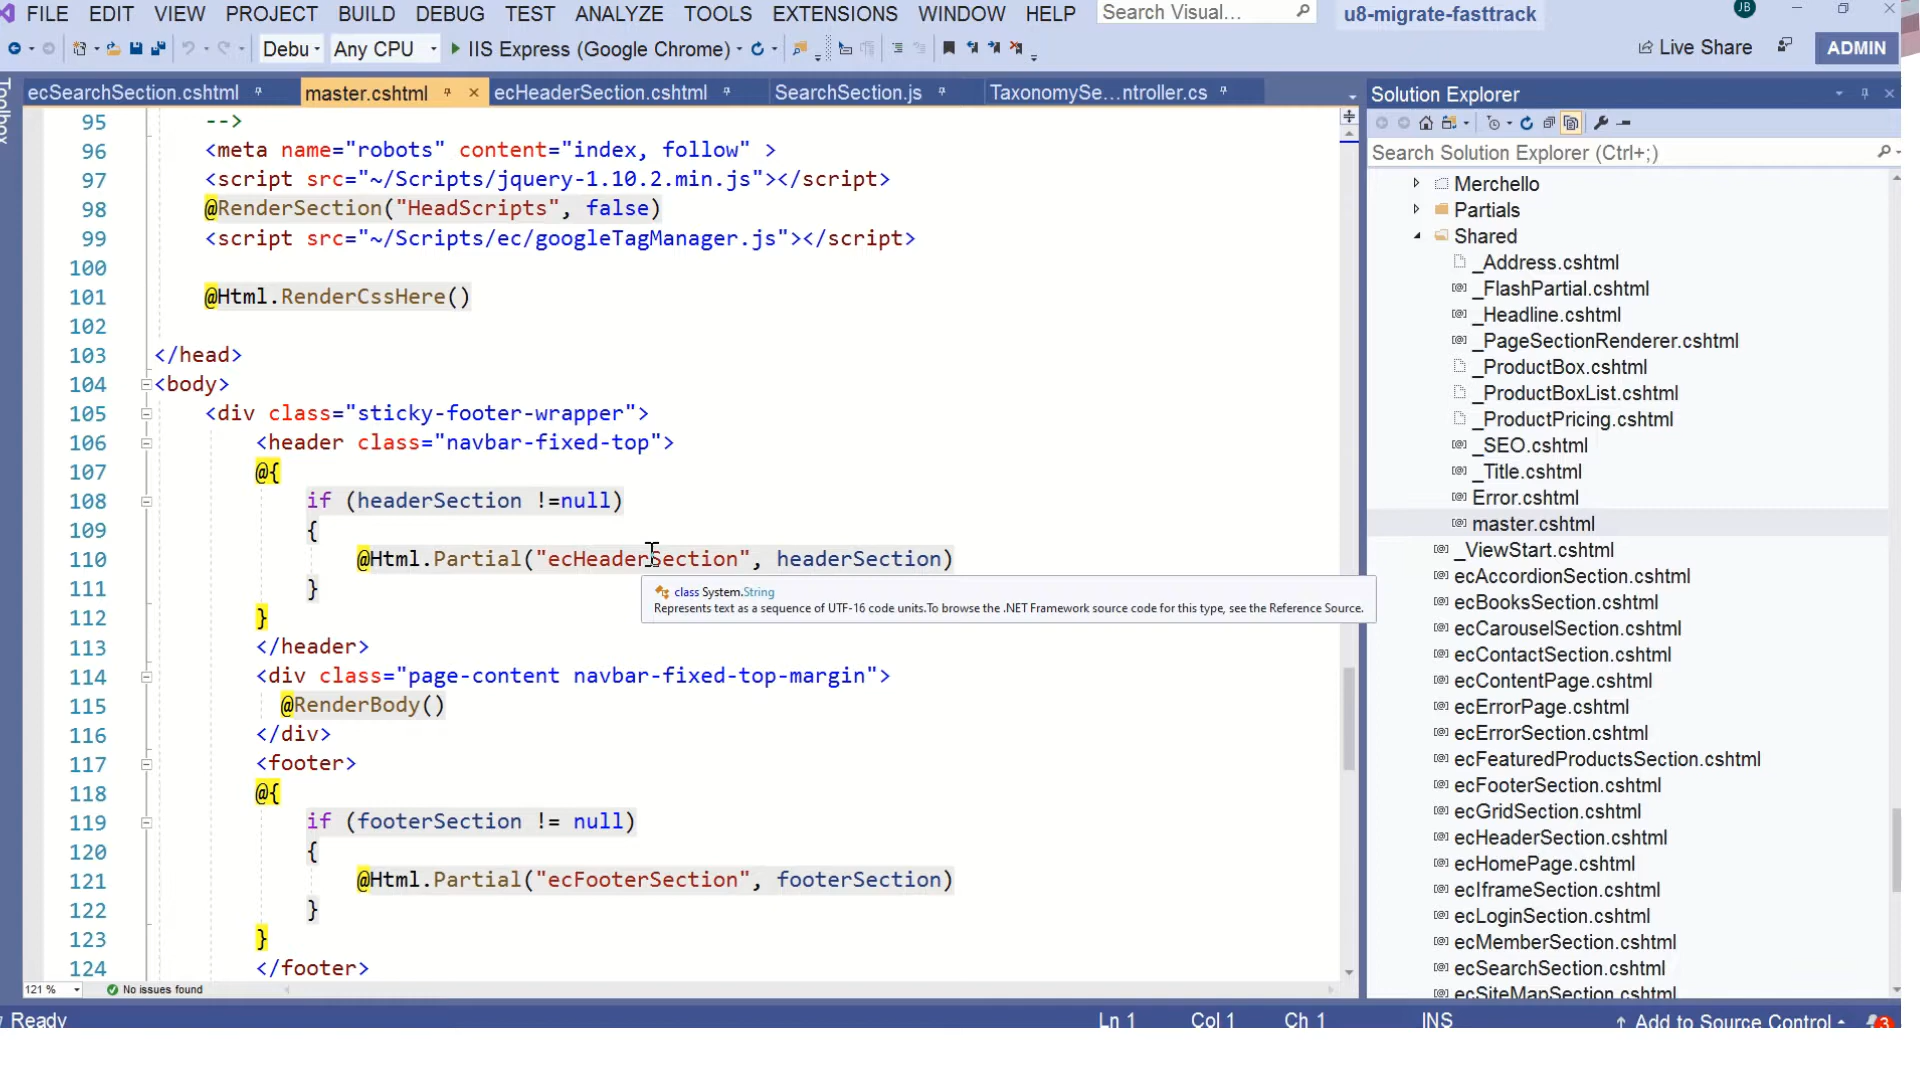 FILE EDIT VIEW PROJECT BUILD DEBUG TEST ANALYZE TOOLS EXTENSIONS WINDOW HELP Search Visual... u8-migrate-fasttrack JB
Debu Any CPU IIS Express (Google Chrome) Live Share ADMIN
Toolbox
ecSearchSection.cshtml master.cshtml ecHeaderSection.cshtml SearchSection.js TaxonomySe...ntroller.cs
95 -->
96 <meta name="robots" content="index, follow" >
97 <script src="~/Scripts/jquery-1.10.2.min.js"></script>
98 @RenderSection("HeadScripts", false)
99 <script src="~/Scripts/ec/googleTagManager.js"></script>
100
101 @Html.RenderCssHere()
102
103 </head>
104 <body>
105 <div class="sticky-footer-wrapper">
106 <header class="navbar-fixed-top">
107 @{
108 if (headerSection !=null)
109 {
110 @Html.Partial("ecHeaderSection", headerSection)
111 }
class System.String
Represents text as a sequence of UTF-16 code units.To browse the .NET Framework source code for this type, see the Reference Source.
112 }
113 </header>
114 <div class="page-content navbar-fixed-top-margin">
115 @RenderBody()
116 </div>
117 <footer>
118 @{
119 if (footerSection != null)
120 {
121 @Html.Partial("ecFooterSection", footerSection)
122 }
123 }
124 </footer>
121 % No issues found
Solution Explorer
Search Solution Explorer (Ctrl+;)
Merchello
Partials
Shared
_Address.cshtml
_FlashPartial.cshtml
_Headline.cshtml
_PageSectionRenderer.cshtml
_ProductBox.cshtml
_ProductBoxList.cshtml
_ProductPricing.cshtml
_SEO.cshtml
_Title.cshtml
Error.cshtml
master.cshtml
_ViewStart.cshtml
ecAccordionSection.cshtml
ecBooksSection.cshtml
ecCarouselSection.cshtml
ecContactSection.cshtml
ecContentPage.cshtml
ecErrorPage.cshtml
ecErrorSection.cshtml
ecFeaturedProductsSection.cshtml
ecFooterSection.cshtml
ecGridSection.cshtml
ecHeaderSection.cshtml
ecHomePage.cshtml
ecIframeSection.cshtml
ecLoginSection.cshtml
ecMemberSection.cshtml
ecSearchSection.cshtml
ecSiteMapSection.cshtml
Ready Ln 1 Col 1 Ch 1 INS Add to Source Control 3